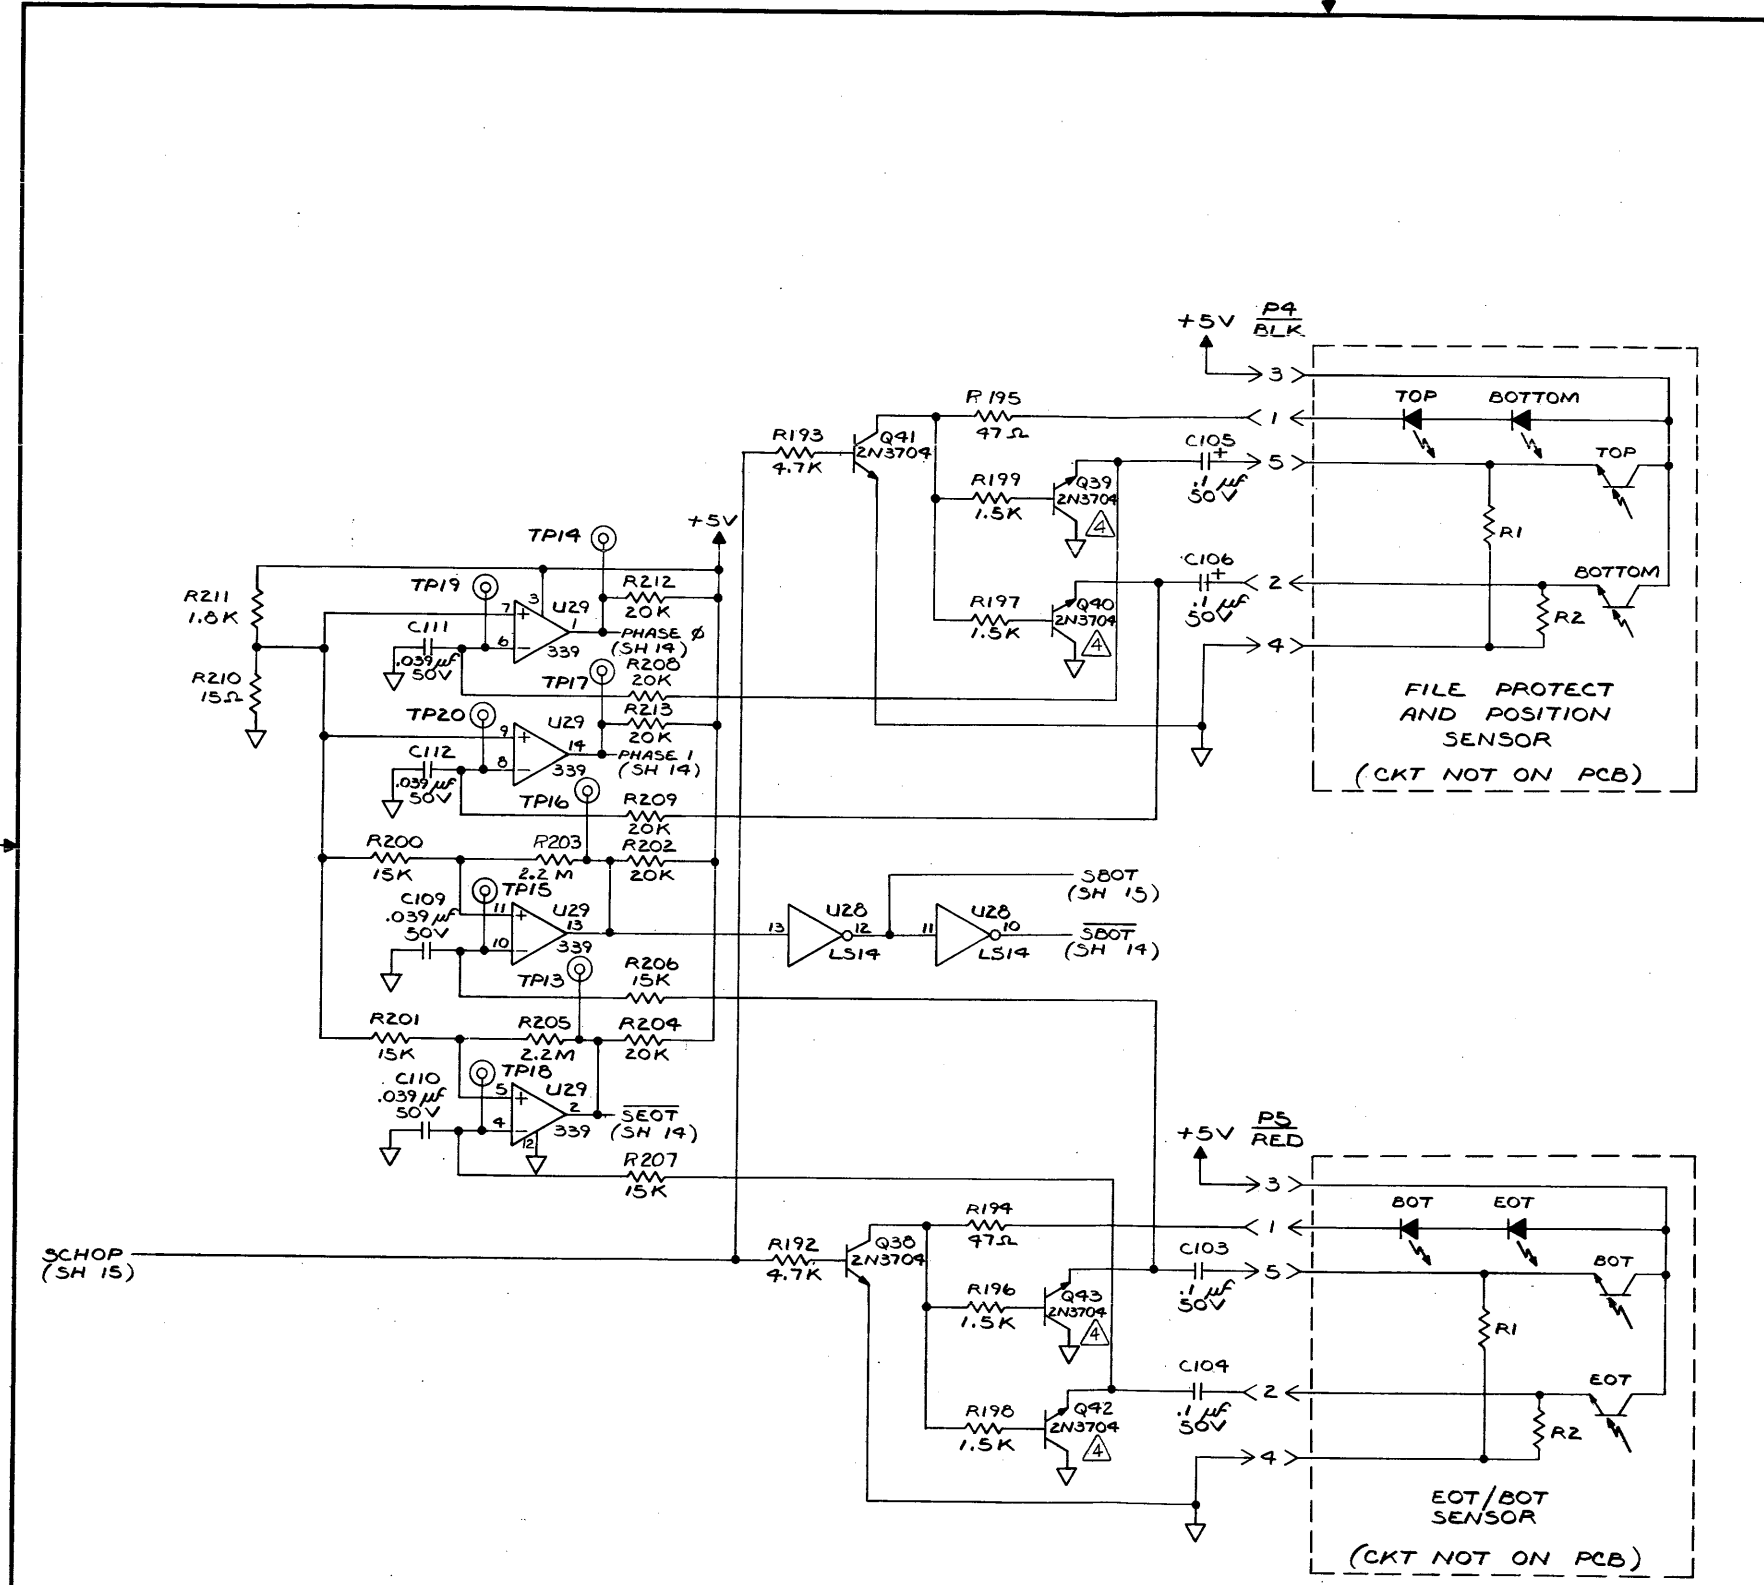 +5V P4
BLK
3
R195
47Ω
1
TOP
BOTTOM
R193
4.7K
Q41
2N3704
C105
+
.1 µf
50V
5
TOP
R199
1.5K
Q39
2N3704
4
R1
C106
+
.1 µf
50V
2
BOTTOM
R197
1.5K
Q40
2N3704
4
R2
4
FILE PROTECT
AND POSITION
SENSOR
(CKT NOT ON PCB)
+5V
TP14
TP19
R211
1.8K
R210
15Ω
R212
20K
3
7
+
6
-
U29
1
339
PHASE Ø
(SH 14)
C111
.039 µf
50V
R208
20K
TP17
TP20
R213
20K
9
+
8
-
U29
14
339
PHASE 1
(SH 14)
C112
.039 µf
50V
TP16
R209
20K
R200
15K
R203
2.2M
R202
20K
TP15
C109
.039 µf
50V
11
+
10
-
U29
13
339
13
U28
12
LS14
11
U28
10
LS14
SBOT
(SH 15)
SBOT
(SH 14)
TP13
R206
15K
R201
15K
R205
2.2M
R204
20K
TP18
C110
.039 µf
50V
5
+
4
-
12
U29
2
339
SEOT
(SH 14)
R207
15K
+5V P5
RED
3
R194
47Ω
1
BOT
EOT
SCHOP
(SH 15)
R192
4.7K
Q38
2N3704
C103
.1 µf
50V
5
BOT
R196
1.5K
Q43
2N3704
4
R1
C104
.1 µf
50V
2
EOT
R198
1.5K
Q42
2N3704
4
R2
4
EOT/BOT
SENSOR
(CKT NOT ON PCB)